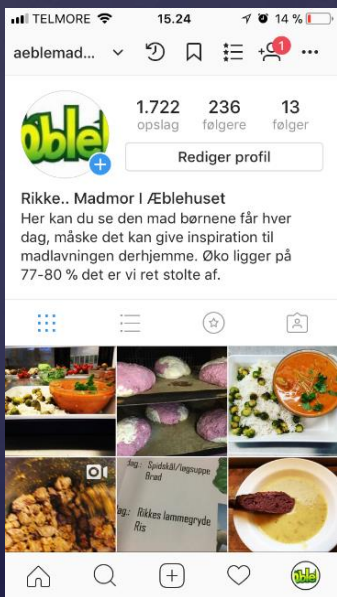 TELMORE 15.24 14 %
aeblemad... 1
1.722 236 13
opslag følgere følger
Rediger profil
Rikke.. Madmor I Æblehuset
Her kan du se den mad børnene får hver
dag, måske det kan give inspiration til
madlavningen derhjemme. Øko ligger på
77-80 % det er vi ret stolte af.
dag.: Spidskål/løgsuppe
Brød
dag.: Rikkes lammegryde
Ris